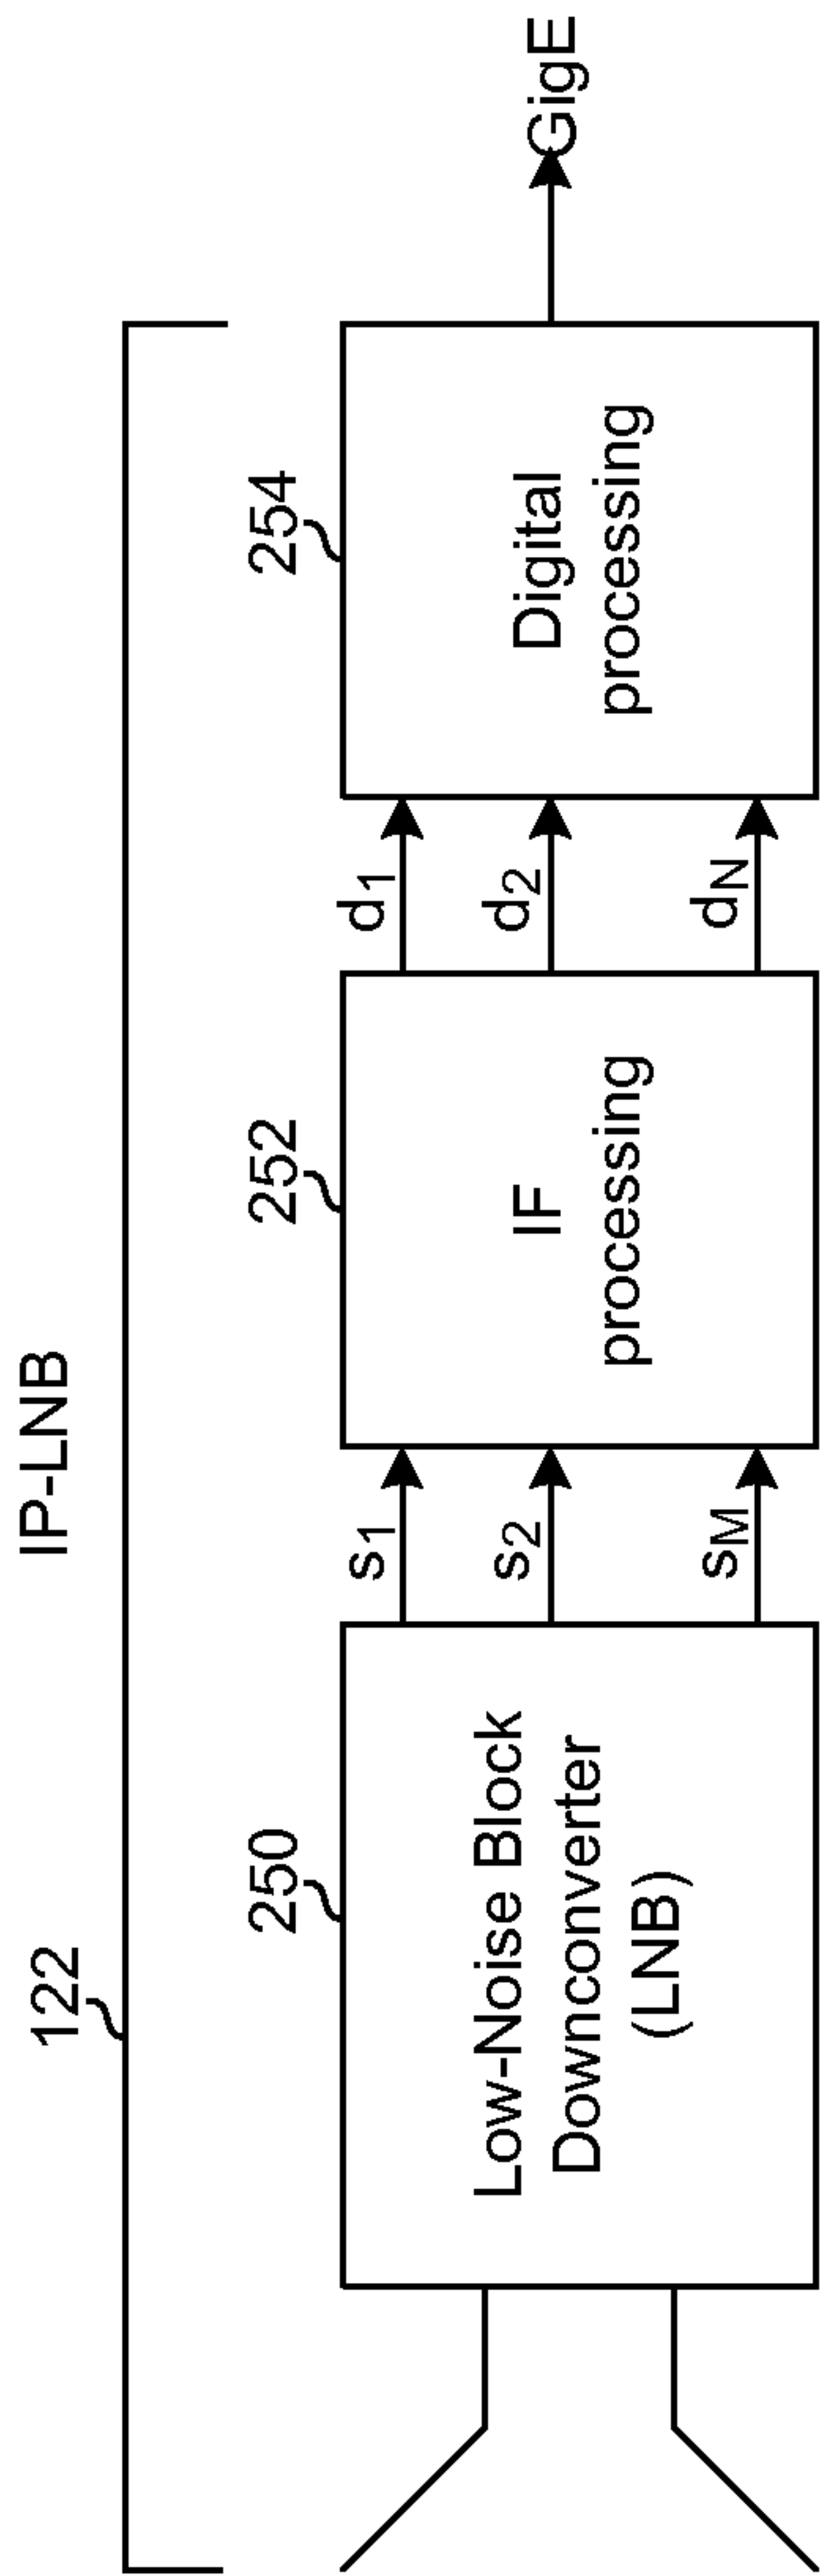 IP-LNB
122
250
252
254
Low-Noise Block
Downconverter
(LNB)
s1
s2
sM
IF
processing
d1
d2
dN
Digital
processing
GigE